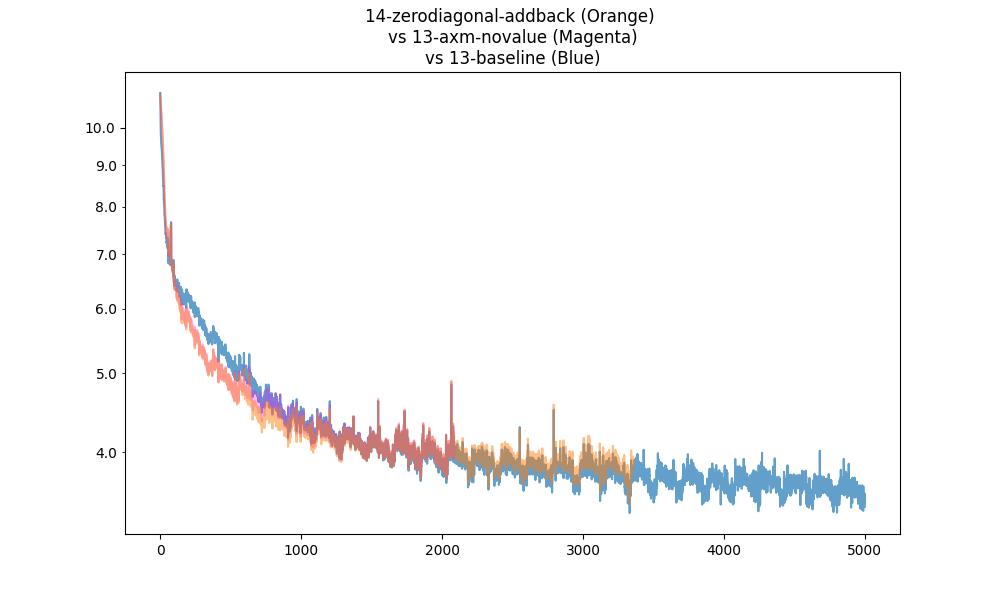 14-zerodiagonal-addback (Orange)
vs 13-axm-novalue (Magenta)
vs 13-baseline (Blue)
10.0
9.0
8.0
7.0
6.0
5.0
4.0
0 1000 2000 3000 4000 5000